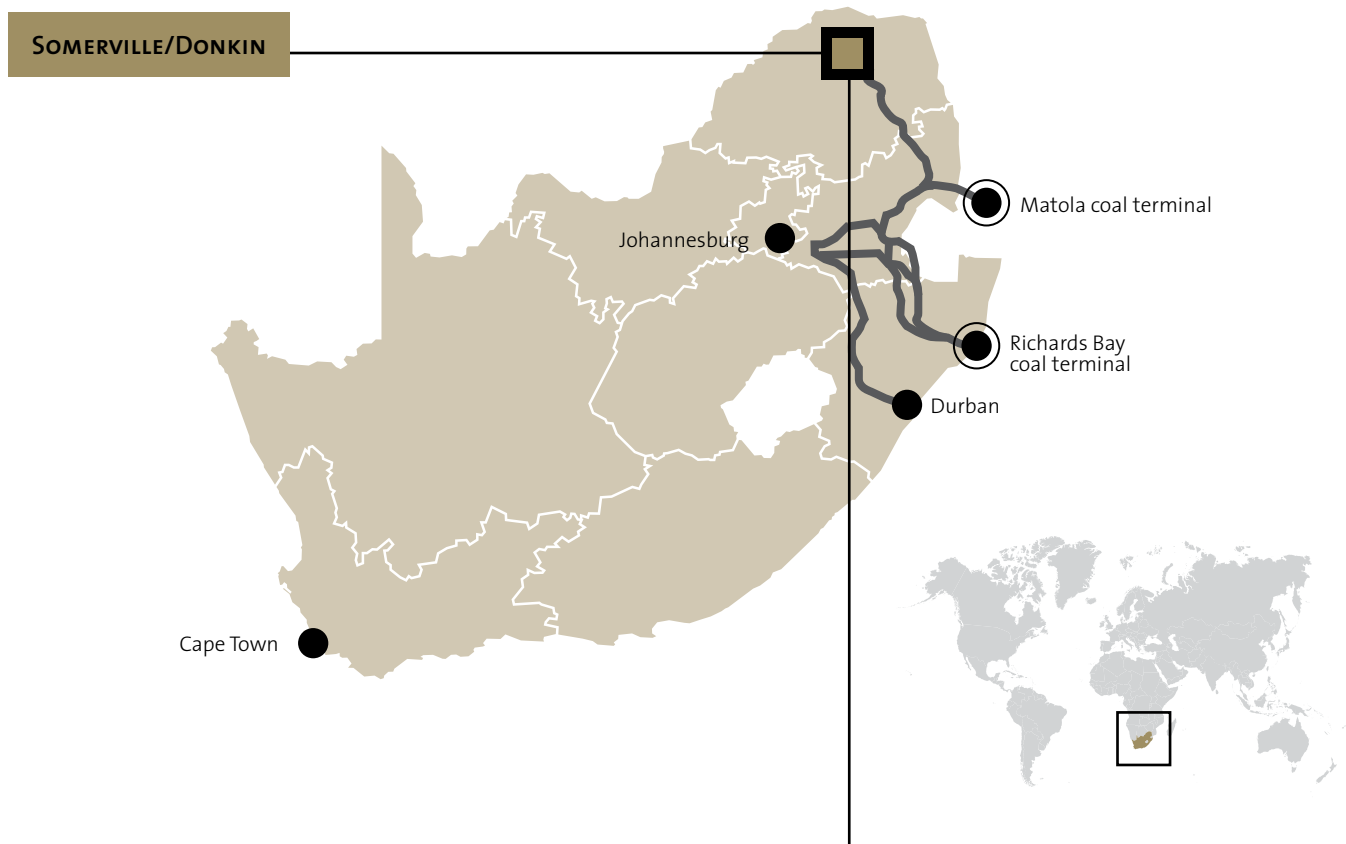 SOMERVILLE/DONKIN
Matola coal terminal
Johannesburg
Richards Bay
coal terminal
Durban
Cape Town